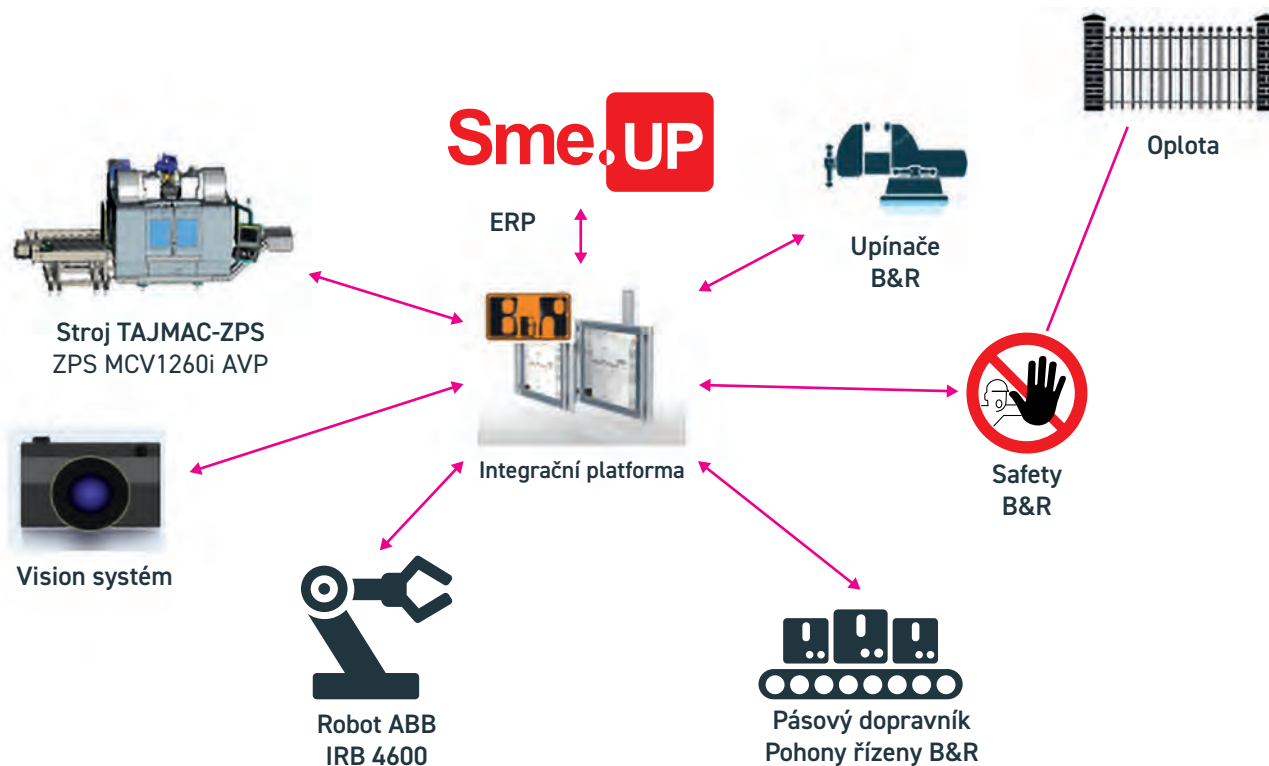 Sme.UP
ERP
Oplota
Upínače
B&R
Stroj TAJMAC-ZPS
ZPS MCV1260i AVP
B&R
Integrační platforma
Safety
B&R
Vision systém
Robot ABB
IRB 4600
Pásový dopravník
Pohony řízeny B&R